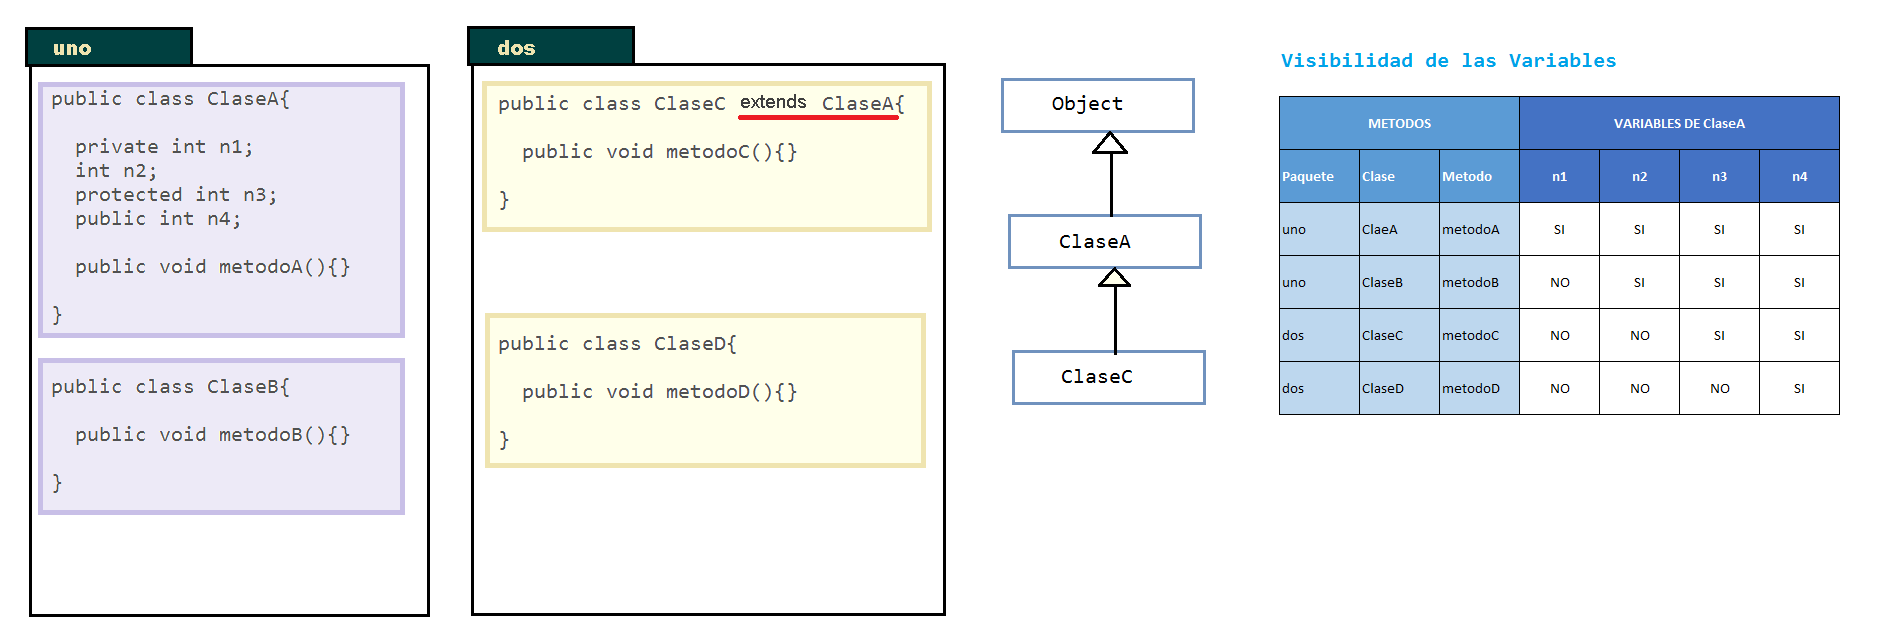 uno
public class ClaseA{
private int n1;
int n2;
protected int n3;
public int n4;
public void metodoA(){}
}
public class ClaseB{
public void metodoB(){}
}
dos
public class ClaseC extends ClaseA{
public void metodoC(){}
}
public class ClaseD{
public void metodoD(){}
}
Object
ClaseA
ClaseC
Visibilidad de las Variables
METODOS VARIABLES DE ClaseA
Paquete Clase Metodo n1 n2 n3 n4
uno ClaeA metodoA SI SI SI SI
uno ClaseB metodoB NO SI SI SI
dos ClaseC metodoC NO NO SI SI
dos ClaseD metodoD NO NO NO SI